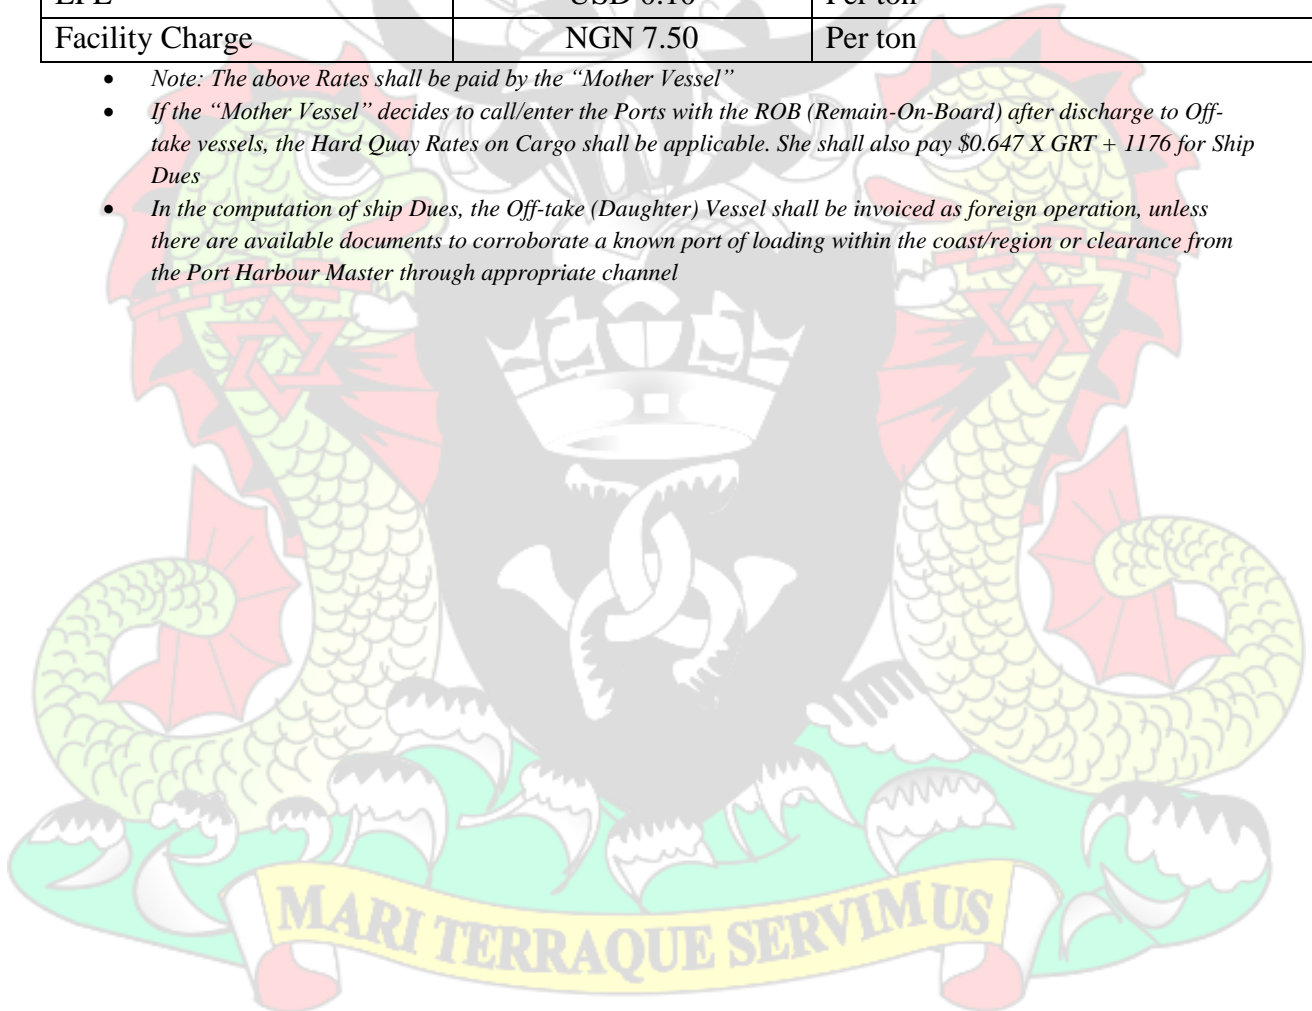 USD 0.10 Per ton
Facility Charge NGN 7.50 Per ton
• Note: The above Rates shall be paid by the “Mother Vessel”
• If the “Mother Vessel” decides to call/enter the Ports with the ROB (Remain-On-Board) after discharge to Off-
take vessels, the Hard Quay Rates on Cargo shall be applicable. She shall also pay $0.647 X GRT + 1176 for Ship
Dues
• In the computation of ship Dues, the Off-take (Daughter) Vessel shall be invoiced as foreign operation, unless
there are available documents to corroborate a known port of loading within the coast/region or clearance from
the Port Harbour Master through appropriate channel
MARI TERRAQUE SERVIMUS